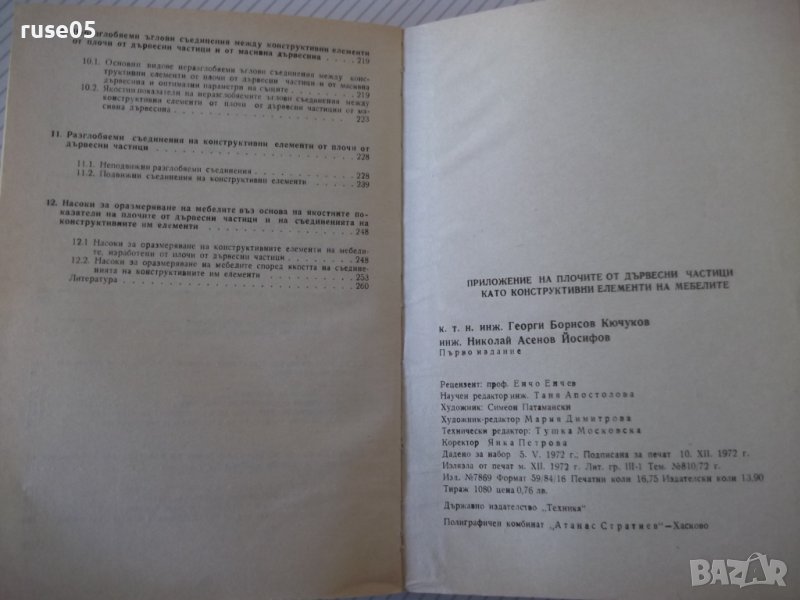 ruse05
разглобяеми ъглови съединения между конструктивни елементи
от плочи от дървесни частици и от масивна дървесина . . . 219
10.1. Основни видове неразглобяеми ъглови съединения между конструктивни елементи от плочи от дървесни частици и от масивна
дървесина и оптимални параметри на същите . . . 219
10.2. Якостни показатели на неразглобяемите ъглови съединения между
конструктивни елементи от плочи от дървесни частици и от масивна дървесина . . . 223
11. Разглобяеми съединения на конструктивни елементи от плочи от
дървесни частици . . . 228
11.1. Неподвижни разглобяеми съединения . . . 228
11.2. Подвижни съединения на конструктивни елементи . . . 239
12. Насоки за оразмеряване на мебелите въз основа на якостните показатели на плочите от дървесни частици и на съединенията на
конструктивните им елементи . . . 248
12.1 Насоки за оразмеряване на конструктивните елементи на мебелите, изработени от плочи от дървесни частици . . . 248
12.2. Насоки за оразмеряване на мебелите според якостта на съединенията на конструктивните им елементи . . . 253
Литература . . . 260
ПРИЛОЖЕНИЕ НА ПЛОЧИТЕ ОТ ДЪРВЕСНИ ЧАСТИЦИ
КАТО КОНСТРУКТИВНИ ЕЛЕМЕНТИ НА МЕБЕЛИТЕ
к. т. н. инж. Георги Борисов Кючуков
инж. Николай Асенов Йосифов
Първо издание
Рецензент: проф. Енчо Енчев
Научен редактор инж. Таня Апостолова
Художник: Симеон Патамански
Художник-редактор Мария Димитрова
Технически редактор: Тушка Московска
Коректор Янка Петрова
Дадено за набор 5. V. 1972 г.; Подписана за печат 10. XII. 1972 г.
Излязла от печат м. XII. 1972 г. Лит. гр. III-1 Тем. №810,72 г.
Изд. №7869 Формат 59/84/16 Печатни коли 16,75 Издателски коли 13,90
Тираж 1080 цена 0,76 лв.
Държавно издателство „Техника"
Полиграфичен комбинат „Атанас Стратиев"—Хасково
BAZAR